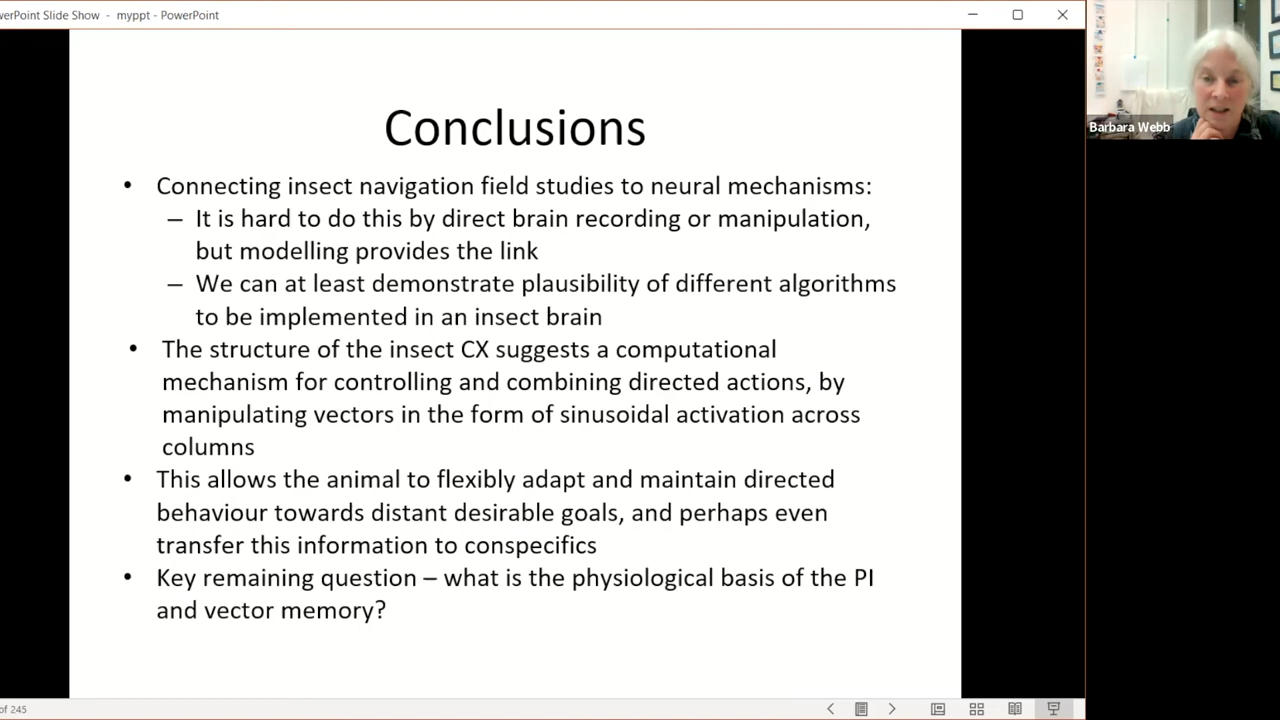 werPoint Slide Show - myppt - PowerPoint
Conclusions
• Connecting insect navigation field studies to neural mechanisms:
– It is hard to do this by direct brain recording or manipulation,
but modelling provides the link
– We can at least demonstrate plausibility of different algorithms
to be implemented in an insect brain
• The structure of the insect CX suggests a computational
mechanism for controlling and combining directed actions, by
manipulating vectors in the form of sinusoidal activation across
columns
• This allows the animal to flexibly adapt and maintain directed
behaviour towards distant desirable goals, and perhaps even
transfer this information to conspecifics
• Key remaining question – what is the physiological basis of the PI
and vector memory?
of 245
Barbara Webb